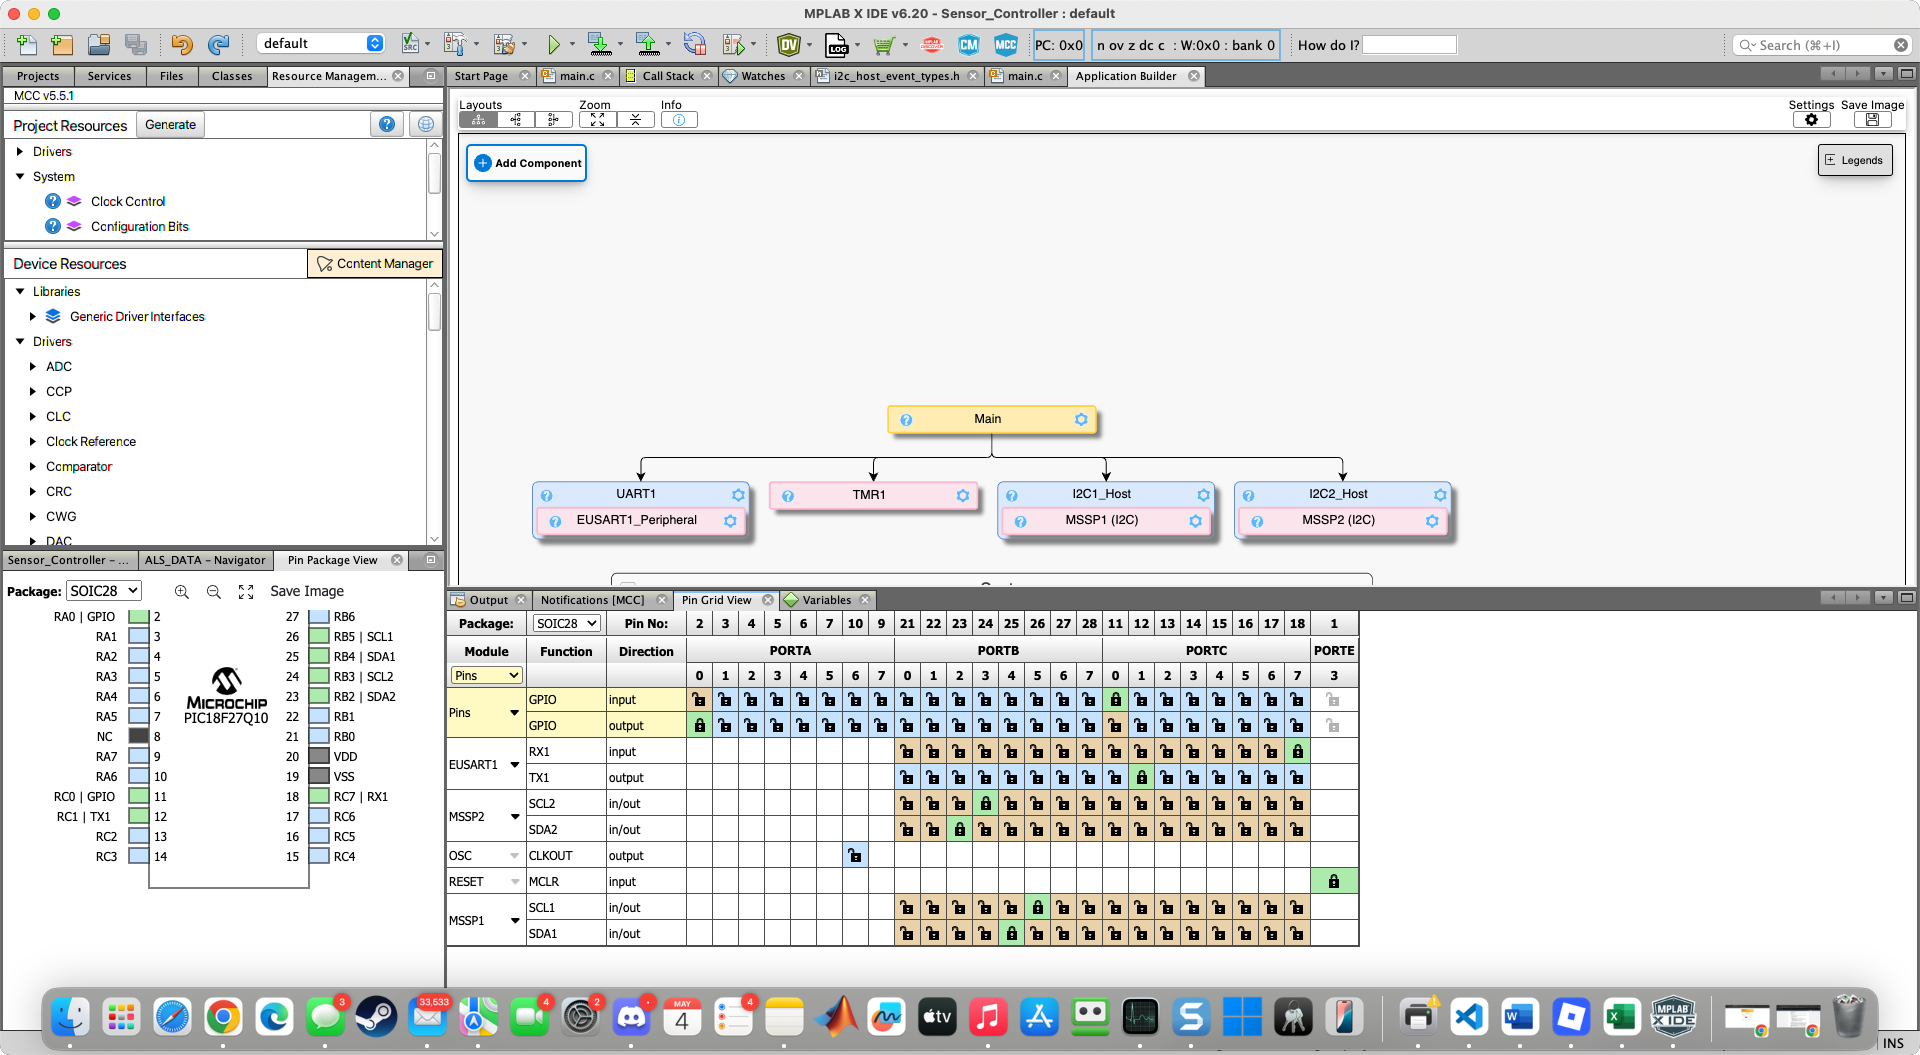 MPLAB X IDE v6.20 - Sensor_Controller : default
default
PC: 0x0
n ov z dc c : W:0x0 : bank 0
How do I?
Search (⌘+I)
Projects
Services
Files
Classes
Resource Managem...
Start Page
main.c
Call Stack
Watches
i2c_host_event_types.h
main.c
Application Builder
MCC v5.5.1
Project Resources
Generate
Drivers
System
Clock Control
Configuration Bits
Device Resources
Content Manager
Libraries
Generic Driver Interfaces
Drivers
ADC
CCP
CLC
Clock Reference
Comparator
CRC
CWG
DAC
Layouts
Zoom
Info
Settings
Save Image
Add Component
Legends
Main
UART1
EUSART1_Peripheral
TMR1
I2C1_Host
MSSP1 (I2C)
I2C2_Host
MSSP2 (I2C)
Sensor_Controller - ...
ALS_DATA - Navigator
Pin Package View
Package: SOIC28
Save Image
RA0 | GPIO 2 27 RB6
RA1 3 26 RB5 | SCL1
RA2 4 25 RB4 | SDA1
RA3 5 24 RB3 | SCL2
RA4 6 23 RB2 | SDA2
RA5 7 22 RB1
NC 8 21 RB0
RA7 9 20 VDD
RA6 10 19 VSS
RC0 | GPIO 11 18 RC7 | RX1
RC1 | TX1 12 17 RC6
RC2 13 16 RC5
RC3 14 15 RC4
MICROCHIP
PIC18F27Q10
Output
Notifications [MCC]
Pin Grid View
Variables
Package: SOIC28 Pin No: 2 3 4 5 6 7 10 9 21 22 23 24 25 26 27 28 11 12 13 14 15 16 17 18 1
Module Function Direction PORTA PORTB PORTC PORTE
Pins 0 1 2 3 4 5 6 7 0 1 2 3 4 5 6 7 0 1 2 3 4 5 6 7 3
Pins
GPIO input
GPIO output
EUSART1
RX1 input
TX1 output
MSSP2
SCL2 in/out
SDA2 in/out
OSC CLKOUT output
RESET MCLR input
MSSP1
SCL1 in/out
SDA1 in/out
3
33,533
4
2
MAY
4
4
tv
MPLAB
X IDE
INS